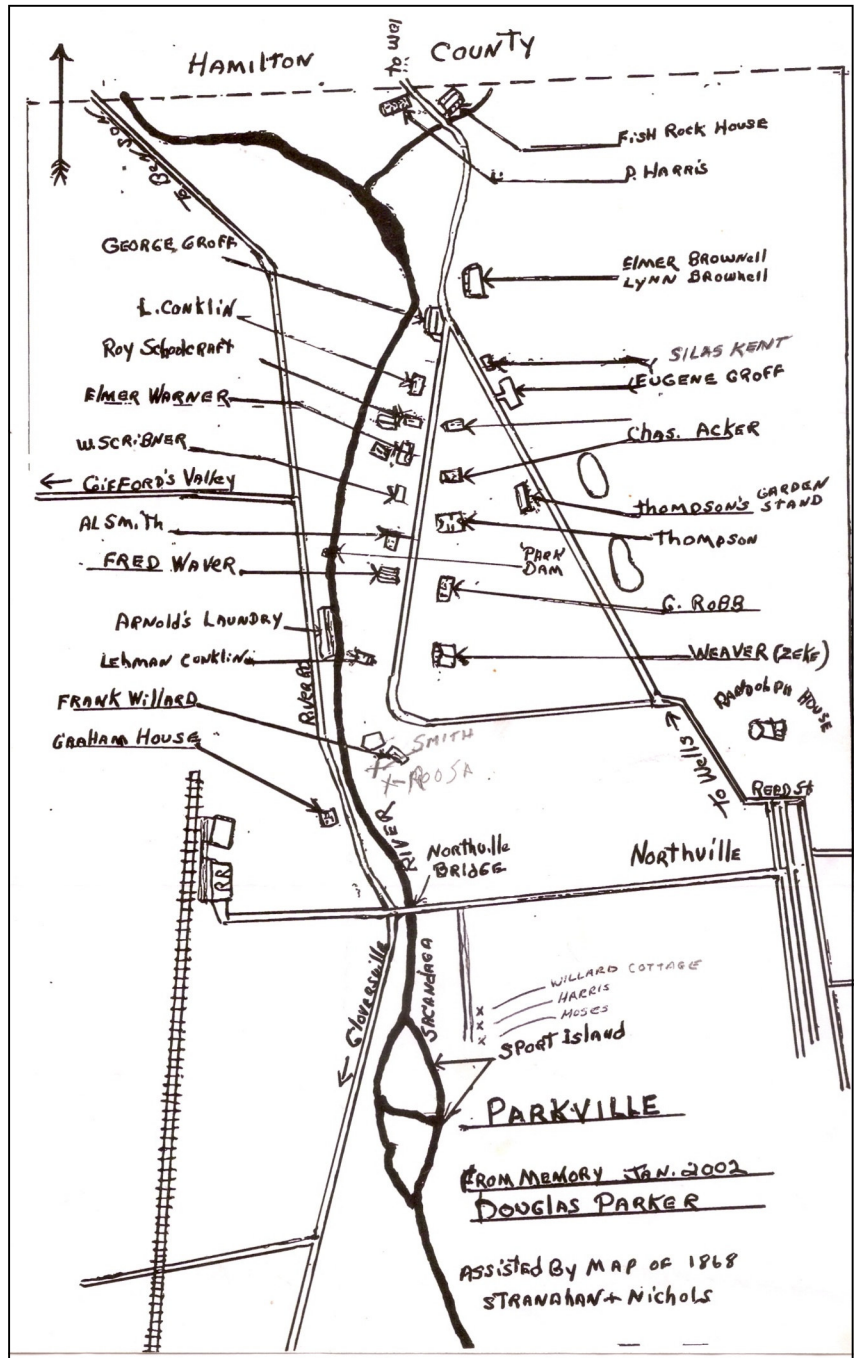 HAMILTON COUNTY
To BENSON
FISH ROCK HOUSE
P. HARRIS
GEORGE GROFF
ELMER BROWNELL
LYNN BROWNELL
L. CONKLIN
SILAS KENT
ROY SCHOOLCRAFT
EUGENE GROFF
ELMER WARNER
CHAS. ACKER
W. SCRIBNER
← GIFFORD'S VALLEY
THOMPSON'S GARDEN
STAND
AL SMITH
THOMPSON
PARK
DAM
FRED WAVER
G. ROBB
ARNOLD'S LAUNDRY
LEHMAN CONKLIN
WEAVER (ZEKE)
RIVER RD
FRANK WILLARD
RANDOLPH HOUSE
SMITH
ROOSA
GRAHAM HOUSE
To WELLS →
REED St
RIVER
NORTHVILLE
BRIDGE
NORTHVILLE
RR
SACANDAGA
← Gloversville
WILLARD COTTAGE
HARRIS
MOSES
SPORT ISLAND
PARKVILLE
FROM MEMORY JAN. 2002
DOUGLAS PARKER
ASSISTED BY MAP OF 1868
STRANAHAN + NICHOLS